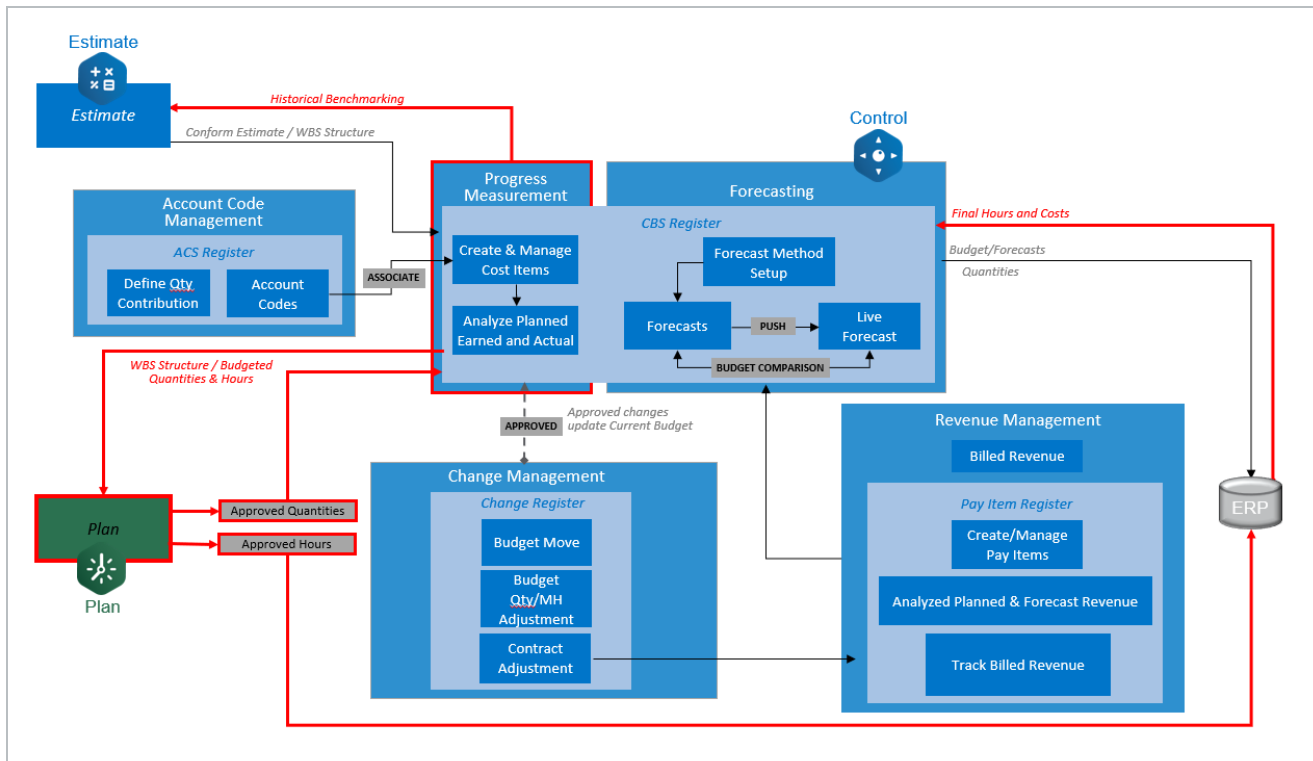 Estimate
Estimate
Historical Benchmarking
Conform Estimate / WBS Structure
Control
Progress
Measurement
Forecasting
Account Code
Management
ACS Register
Define Qty
Contribution
Account
Codes
ASSOCIATE
CBS Register
Create & Manage
Cost Items
Analyze Planned
Earned and Actual
Forecast Method
Setup
Forecasts
PUSH
Live
Forecast
BUDGET COMPARISON
Final Hours and Costs
Budget/Forecasts
Quantities
WBS Structure / Budgeted
Quantities & Hours
APPROVED
Approved changes
update Current Budget
Plan
Plan
Approved Quantities
Approved Hours
Change Management
Change Register
Budget Move
Budget
Qty/MH
Adjustment
Contract
Adjustment
Revenue Management
Billed Revenue
Pay Item Register
Create/Manage
Pay Items
Analyzed Planned & Forecast Revenue
Track Billed Revenue
ERP